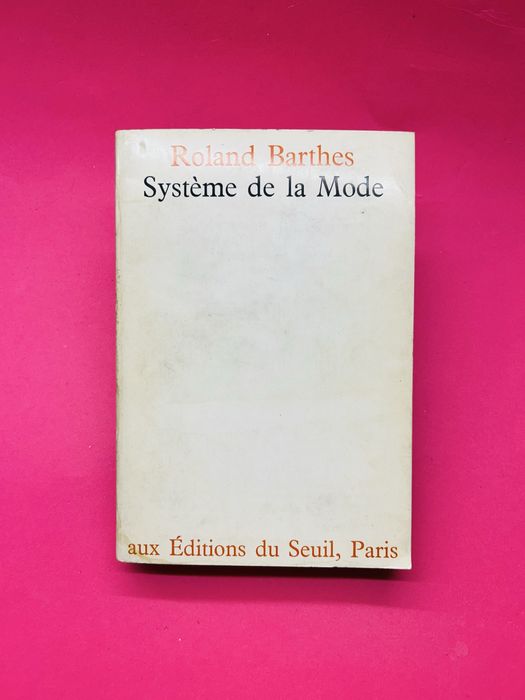 Roland Barthes
Système de la Mode
aux Éditions du Seuil, Paris